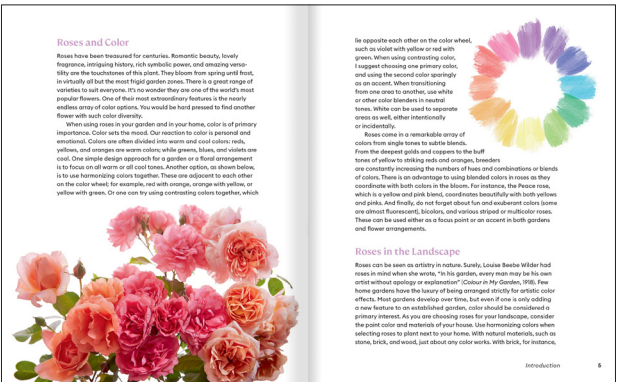 Roses and Color
Roses have been treasured for centuries. Romantic beauty, lovely
fragrance, intriguing history, rich symbolic power, and amazing versa-
tility are the touchstones of this plant. They bloom from spring until frost,
in virtually all but the most frigid garden zones. There is a great range of
varieties to suit everyone. It's no wonder they are one of the world's most
popular flowers. One of their most extraordinary features is the nearly
endless array of color options. You would be hard pressed to find another
flower with such color diversity.
When using roses in your garden and in your home, color is of primary
importance. Color sets the mood. Our reaction to color is personal and
emotional. Colors are often divided into warm and cool colors: reds,
yellows, and oranges are warm colors; while greens, blues, and violets are
cool. One simple design approach for a garden or a floral arrangement
is to focus on all warm or all cool tones. Another option, as shown below,
is to use harmonizing colors together. These are adjacent to each other
on the color wheel; for example, red with orange, orange with yellow, or
yellow with green. Or one can try using contrasting colors together, which
lie opposite each other on the color wheel,
such as violet with yellow or red with
green. When using contrasting color,
I suggest choosing one primary color,
and using the second color sparingly
as an accent. When transitioning
from one area to another, use white
or other color blenders in neutral
tones. White can be used to separate
areas as well, either intentionally
or incidentally.
Roses come in a remarkable array of
colors from single tones to subtle blends.
From the deepest golds and coppers to the buff
tones of yellow to striking reds and oranges, breeders
are constantly increasing the numbers of hues and combinations or blends
of colors. There is an advantage to using blended colors in roses as they
coordinate with both colors in the bloom. For instance, the Peace rose,
which is a yellow and pink blend, coordinates beautifully with both yellows
and pinks. And finally, do not forget about fun and exuberant colors (some
are almost fluorescent), bicolors, and various striped or multicolor roses.
These can be used either as a focus point or an accent in both gardens
and flower arrangements.
Roses in the Landscape
Roses can be seen as artistry in nature. Surely, Louise Beebe Wilder had
roses in mind when she wrote, "In his garden, every man may be his own
artist without apology or explanation" (Colour in My Garden, 1918). Few
home gardens have the luxury of being arranged strictly for artistic color
effects. Most gardens develop over time, but even if one is only adding
a new feature to an established garden, color should be considered a
primary interest. As you are choosing roses for your landscape, consider
the paint color and materials of your house. Use harmonizing colors when
selecting roses to plant next to your home. With natural materials, such as
stone, brick, and wood, just about any color works. With brick, for instance,
Introduction 5